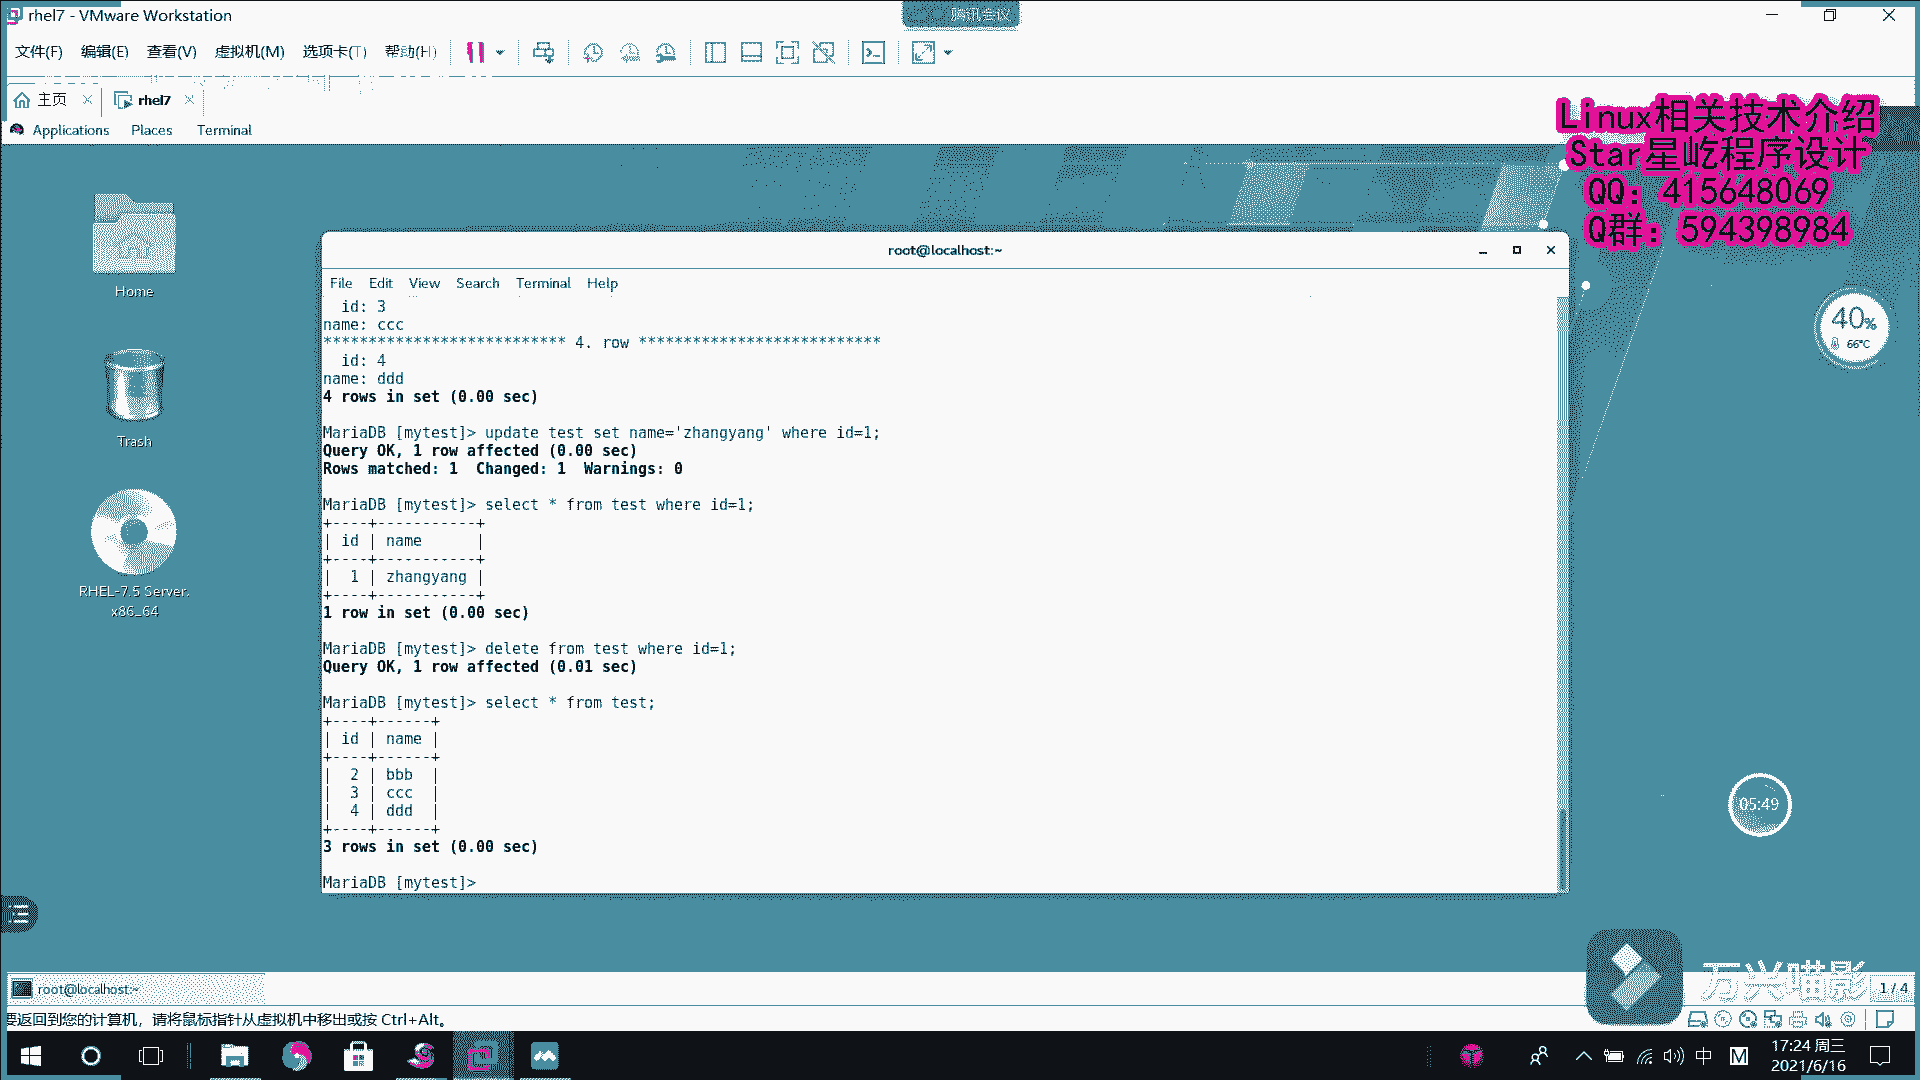 rhel7 - VMware Workstation
腾讯会议
文件(F) 编辑(E) 查看(V) 虚拟机(M) 选项卡(T) 帮助(H)
主页
rhel7
Applications Places Terminal
Linux相关技术介绍
Star星屹程序设计
QQ：415648069
Q群：594398984
Home
Trash
RHEL-7.5 Server.
x86_64
root@localhost:~
File Edit View Search Terminal Help
id: 3
name: ccc
*************************** 4. row ***************************
id: 4
name: ddd
4 rows in set (0.00 sec)
MariaDB [mytest]> update test set name='zhangyang' where id=1;
Query OK, 1 row affected (0.00 sec)
Rows matched: 1  Changed: 1  Warnings: 0
MariaDB [mytest]> select * from test where id=1;
+----+-----------+
| id | name      |
+----+-----------+
|  1 | zhangyang |
+----+-----------+
1 row in set (0.00 sec)
MariaDB [mytest]> delete from test where id=1;
Query OK, 1 row affected (0.01 sec)
MariaDB [mytest]> select * from test;
+----+------+
| id | name |
+----+------+
|  2 | bbb  |
|  3 | ccc  |
|  4 | ddd  |
+----+------+
3 rows in set (0.00 sec)
MariaDB [mytest]>
40%
66°C
05:49
万兴喵影
root@localhost:~
1 / 4
要返回到您的计算机，请将鼠标指针从虚拟机中移出或按 Ctrl+Alt。
中
M
17:24 周三
2021/6/16